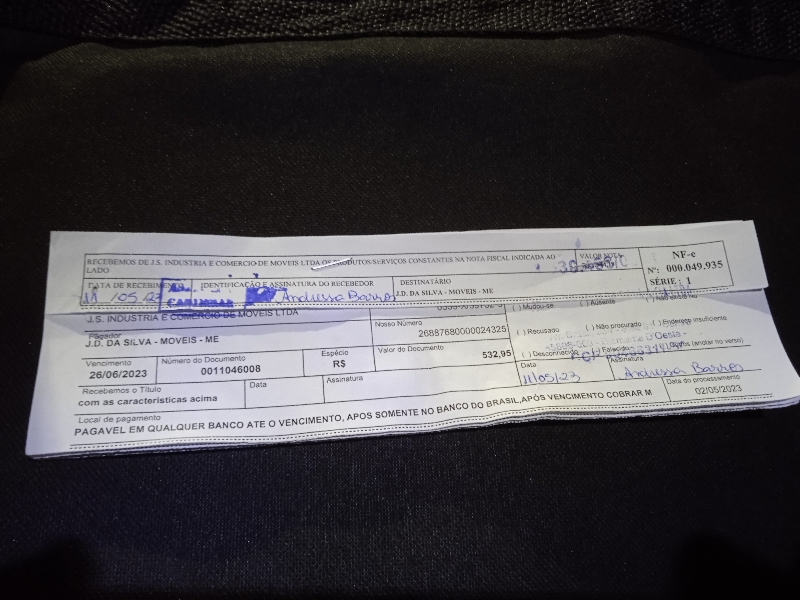 RECEBEMOS DE J.S. INDUSTRIA E COMERCIO DE MOVEIS LTDA OS PRODUTOS/SERVIÇOS CONSTANTES NA NOTA FISCAL INDICADA AO
LADO
VALOR NOTA
NF-e
Nº: 000.049.935
SÉRIE: 1
DATA DE RECEBIMENTO
IDENTIFICAÇÃO E ASSINATURA DO RECEBEDOR
DESTINATÁRIO
J.D. DA SILVA - MOVEIS - ME
11/05/23
Andressa Barros
J.S. INDUSTRIA E COMERCIO DE MOVEIS LTDA
Pagador
J.D. DA SILVA - MOVEIS - ME
Nosso Número
26887680000024325
( ) Mudou-se
( ) Ausente
( ) Recusado
( ) Não procurado
( ) Endereço insuficiente
( ) Desconhecido
( ) Falecido
(anotar no verso)
Vencimento
26/06/2023
Número do Documento
0011046008
Espécie
R$
Valor do Documento
532,95
Recebemos o Título
com as caracteristicas acima
Data
Assinatura
Data
11/05/23
Assinatura
Andressa Barros
Local de pagamento
PAGAVEL EM QUALQUER BANCO ATE O VENCIMENTO, APOS SOMENTE NO BANCO DO BRASIL,APÓS VENCIMENTO COBRAR M
Data do processamento
02/05/2023